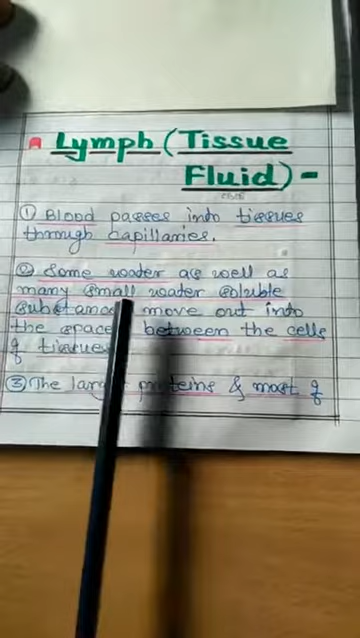 Lymph (Tissue
Fluid) -
① Blood passes into tissues
through capillaries.
② Some water as well as
many small water soluble
substances move out into
the spaces between the cells
of tissues
③ The large proteins & most of